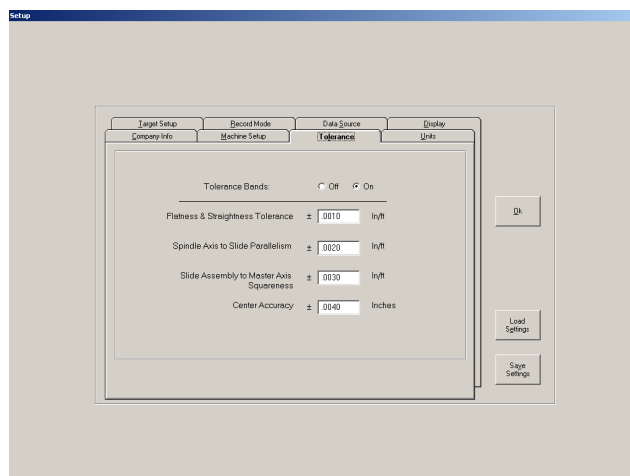 Setup
Target Setup Record Mode Data Source Display
Company Info Machine Setup Tolerance Units
Tolerance Bands: Off On
Flatness & Straightness Tolerance ± .0010 In/ft
Spindle Axis to Slide Parallelism ± .0020 In/ft
Slide Assembly to Master Axis
Squareness ± .0030 In/ft
Center Accuracy ± .0040 Inches
Ok
Load
Settings
Save
Settings